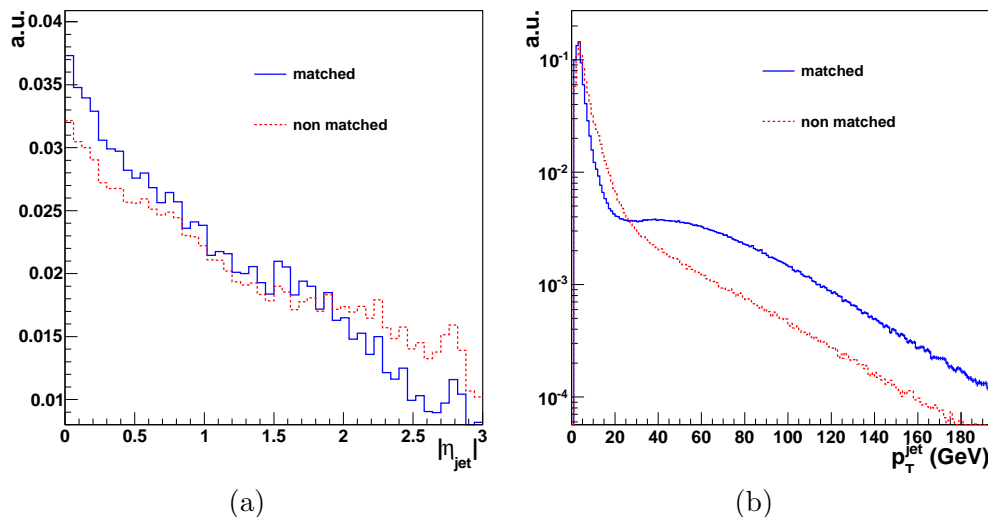 a.u.
0.04
0.035
0.03
0.025
0.02
0.015
0.01
0 0.5 1 1.5 2 2.5 3
|η_jet|
matched
non matched
(a)
a.u.
10⁻¹
10⁻²
10⁻³
10⁻⁴
0 20 40 60 80 100 120 140 160 180
p_T^jet (GeV)
matched
non matched
(b)